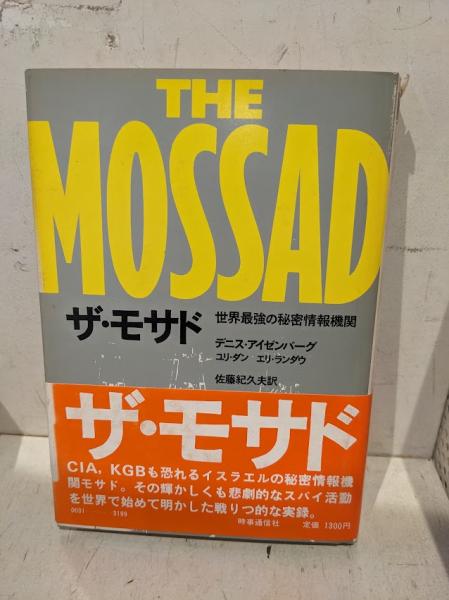 THE
MOSSAD
ザ・モサド
世界最強の秘密情報機関
デニス・アイゼンバーグ
ユリ・ダン エリ・ランダウ
佐藤紀久夫訳
ザ・モサド
CIA, KGBも恐れるイスラエルの秘密情報機
関モサド。その輝かしくも悲劇的なスパイ活動
を世界で始めて明かした戦りつ的な実録。
時事通信社 定価 1300円